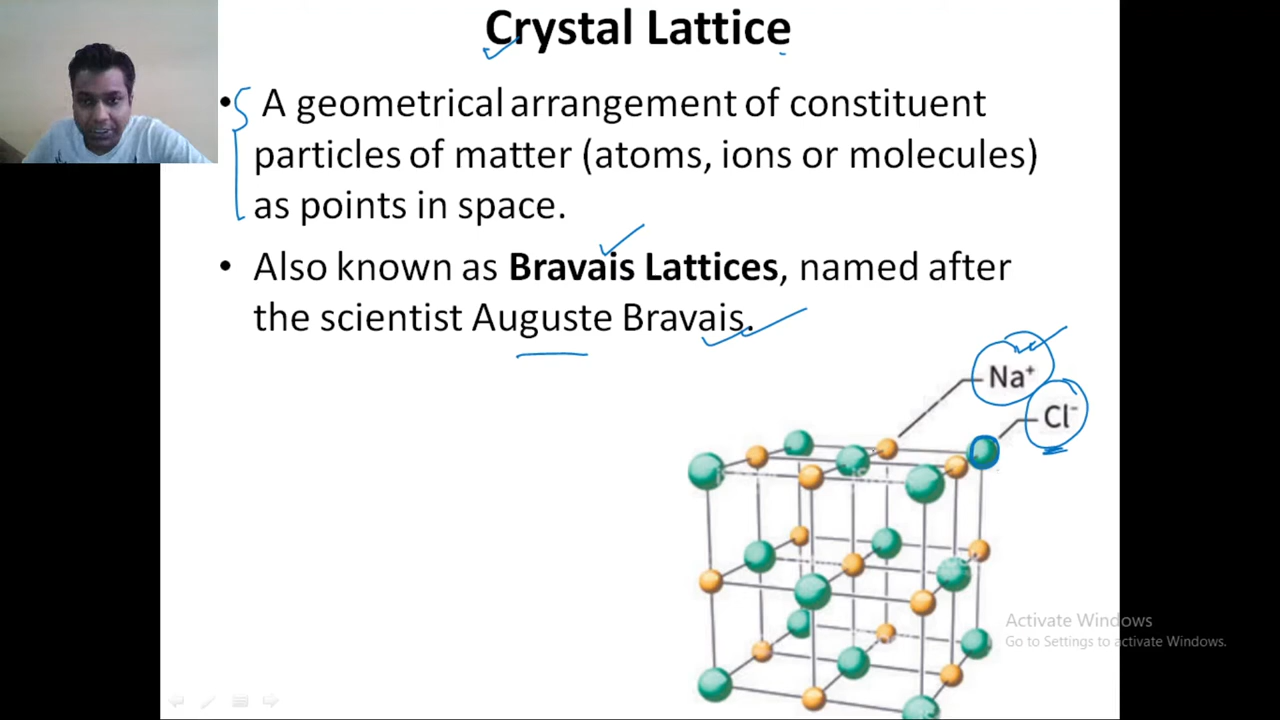 Crystal Lattice
• A geometrical arrangement of constituent
particles of matter (atoms, ions or molecules)
as points in space.
• Also known as Bravais Lattices, named after
the scientist Auguste Bravais.
Na⁺
Cl⁻
Activate Windows
Go to Settings to activate Windows.